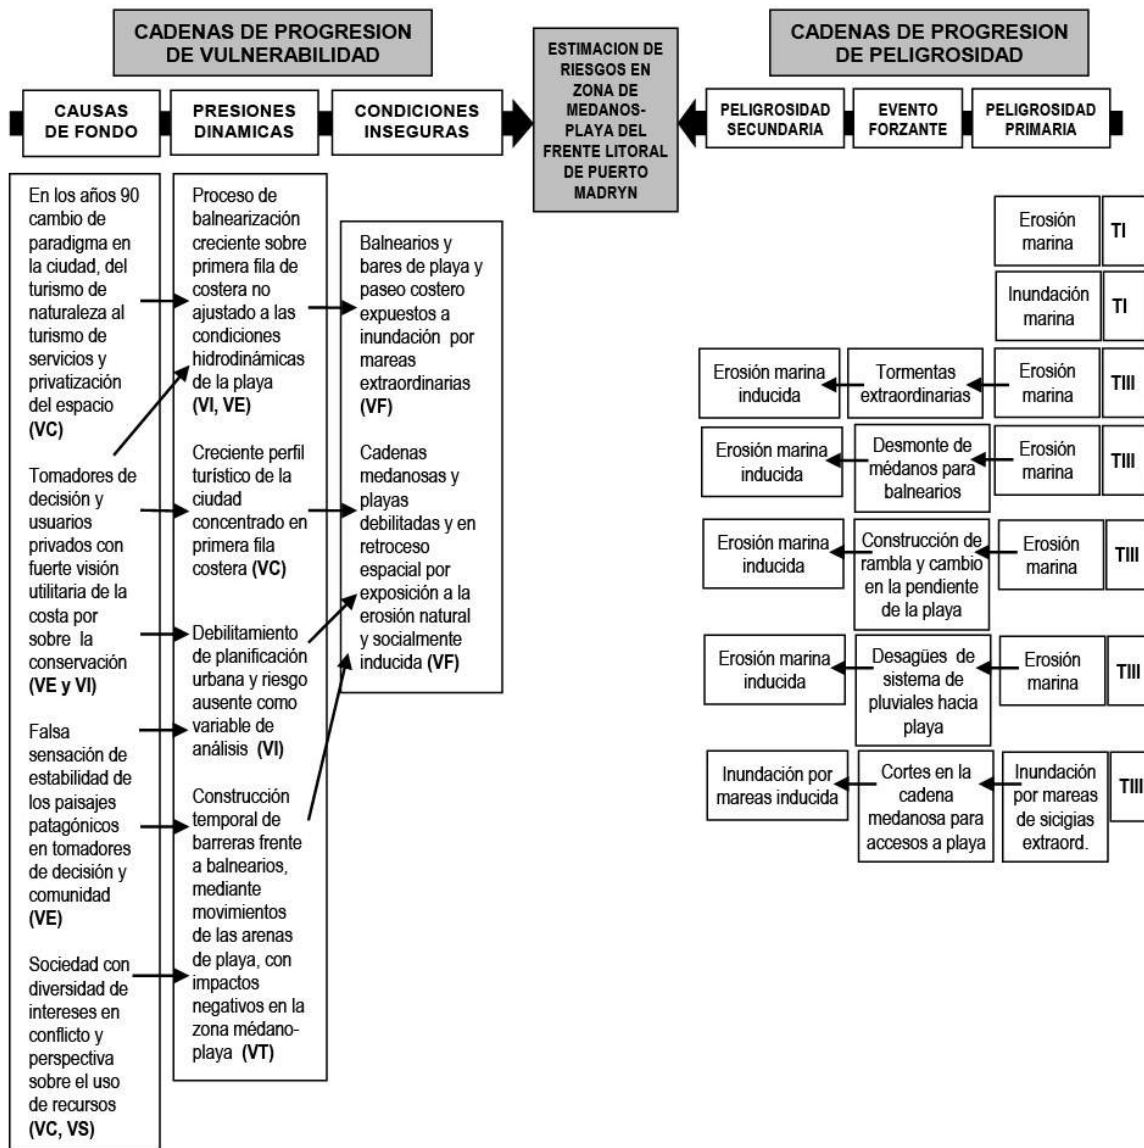 CADENAS DE PROGRESION
DE VULNERABILIDAD
CAUSAS
DE FONDO
PRESIONES
DINAMICAS
CONDICIONES
INSEGURAS
ESTIMACION DE
RIESGOS EN
ZONA DE
MEDANOS-
PLAYA DEL
FRENTE LITORAL
DE PUERTO
MADRYN
CADENAS DE PROGRESION
DE PELIGROSIDAD
PELIGROSIDAD
SECUNDARIA
EVENTO
FORZANTE
PELIGROSIDAD
PRIMARIA
En los años 90
cambio de
paradigma en
la ciudad, del
turismo de
naturaleza al
turismo de
servicios y
privatización
del espacio
(VC)
Tomadores de
decisión y
usuarios
privados con
fuerte visión
utilitaria de la
costa por
sobre la
conservación
(VE y VI)
Falsa
sensación de
estabilidad de
los paisajes
patagónicos
en tomadores
de decisión y
comunidad
(VE)
Sociedad con
diversidad de
intereses en
conflicto y
perspectiva
sobre el uso
de recursos
(VC, VS)
Proceso de
balnearización
creciente sobre
primera fila de
costera no
ajustado a las
condiciones
hidrodinámicas
de la playa
(VI, VE)
Creciente perfil
turístico de la
ciudad
concentrado en
primera fila
costera (VC)
Debilitamiento
de planificación
urbana y riesgo
ausente como
variable de
análisis (VI)
Construcción
temporal de
barreras frente
a balnearios,
mediante
movimientos
de las arenas
de playa, con
impactos
negativos en la
zona médano-
playa (VT)
Balnearios y
bares de playa y
paseo costero
expuestos a
inundación por
mareas
extraordinarias
(VF)
Cadenas
medanosas y
playas
debilitadas y en
retroceso
espacial por
exposición a la
erosión natural
y socialmente
inducida (VF)
Erosión
marina
TI
Inundación
marina
TI
Erosión marina
inducida
Tormentas
extraordinarias
Erosión
marina
TIII
Erosión marina
inducida
Desmonte de
médanos para
balnearios
Erosión
marina
TIII
Erosión marina
inducida
Construcción de
rambla y cambio
en la pendiente
de la playa
Erosión
marina
TIII
Erosión marina
inducida
Desagües de
sistema de
pluviales hacia
playa
Erosión
marina
TIII
Inundación por
mareas inducida
Cortes en la
cadena
medanosa para
accesos a playa
Inundación
por mareas
de sicigias
extraord.
TIII